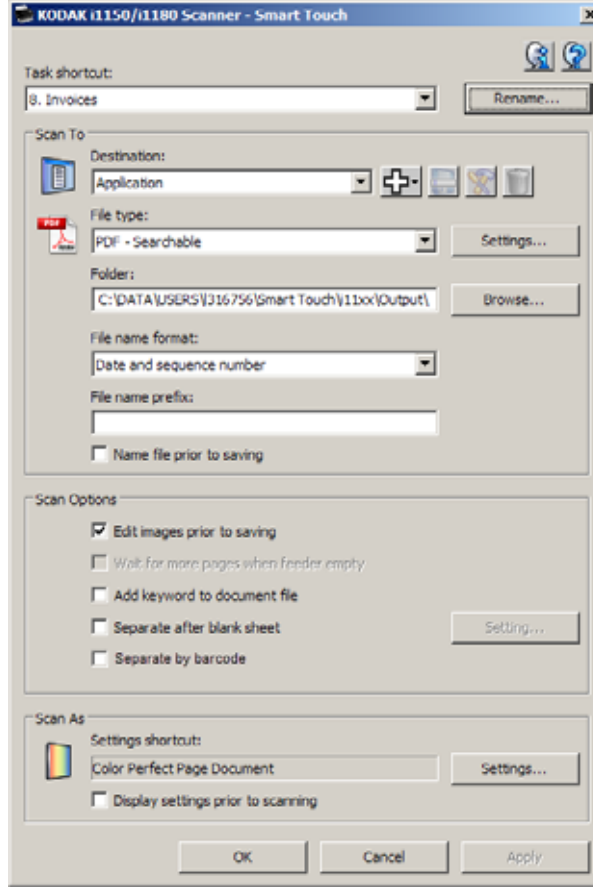 KODAK i1150/i1180 Scanner - Smart Touch
Task shortcut:
8. Invoices
Rename...
Scan To
Destination:
Application
PDF
File type:
PDF - Searchable
Settings...
Folder:
C:\DATA\USERS\J316756\Smart Touch\i11xx\Output\
Browse...
File name format:
Date and sequence number
File name prefix:
Name file prior to saving
Scan Options
Edit images prior to saving
Wait for more pages when feeder empty
Add keyword to document file
Separate after blank sheet
Setting...
Separate by barcode
Scan As
Settings shortcut:
Color Perfect Page Document
Settings...
Display settings prior to scanning
OK
Cancel
Apply